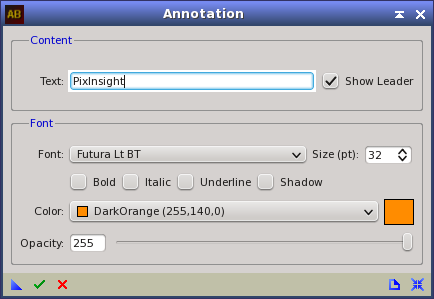 AB Annotation
Content
Text: PixInsight Show Leader
Font
Font: Futura Lt BT Size (pt): 32
Bold Italic Underline Shadow
Color: DarkOrange (255,140,0)
Opacity: 255